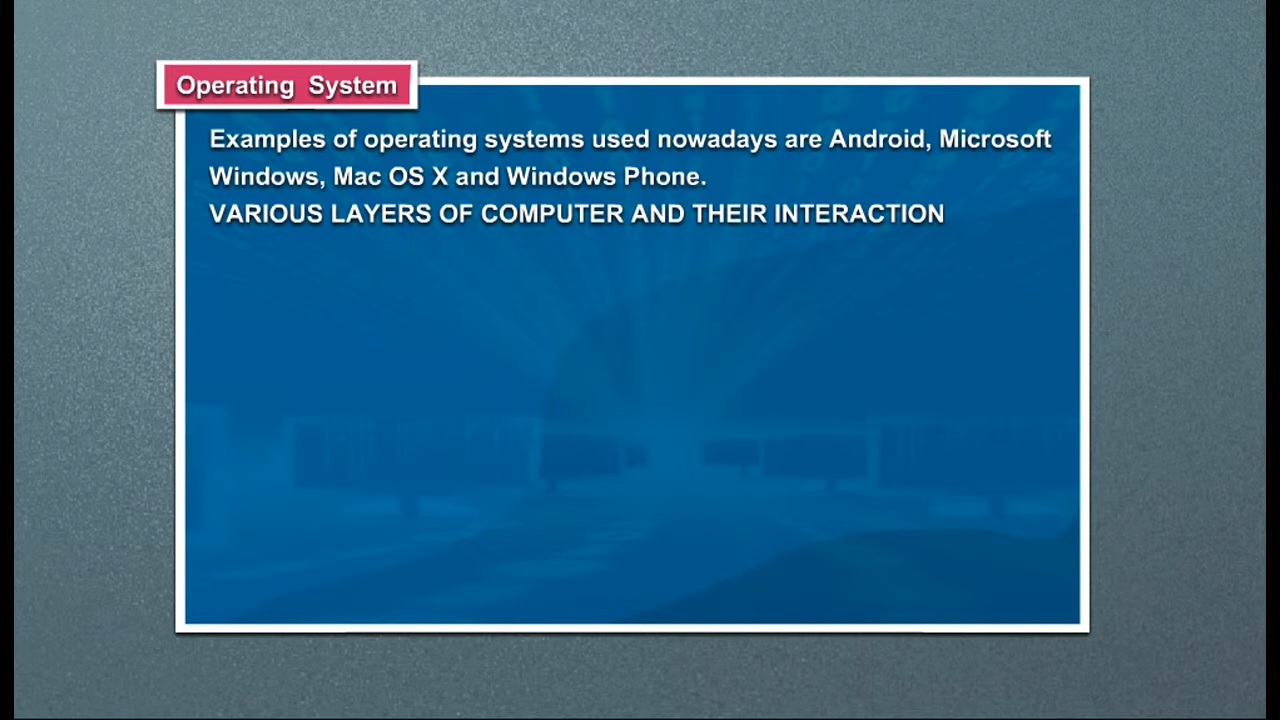 Operating System
Examples of operating systems used nowadays are Android, Microsoft
Windows, Mac OS X and Windows Phone.
VARIOUS LAYERS OF COMPUTER AND THEIR INTERACTION